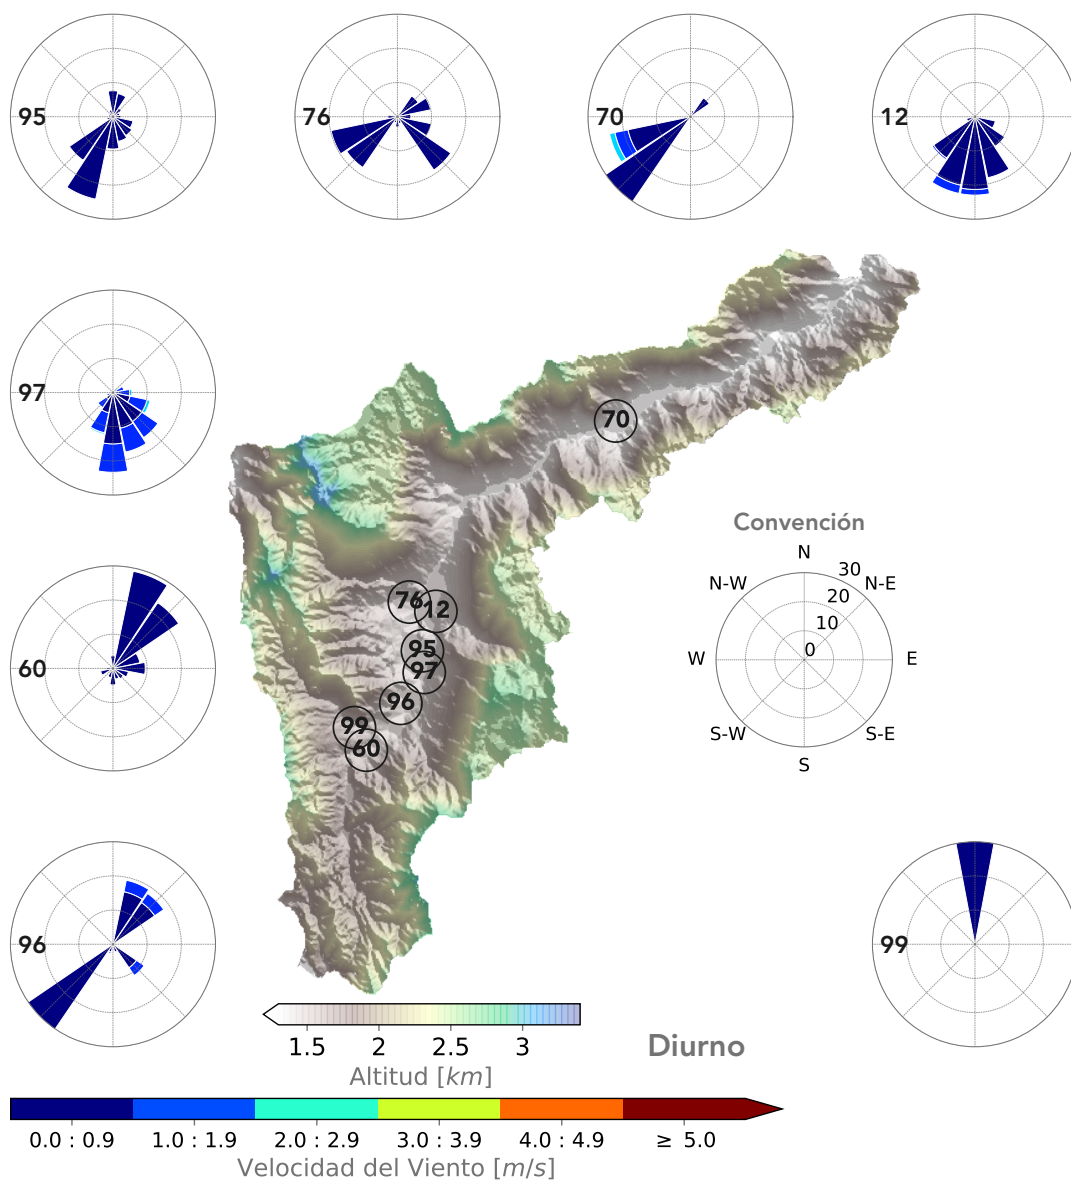 95
76
70
12
97
70
Convención
N
30
N-W
N-E
20
10
0
W
E
S-W
S-E
S
76
12
95
97
96
99
60
60
96
99
1.5
2
2.5
3
Altitud [km]
Diurno
0.0 : 0.9
1.0 : 1.9
2.0 : 2.9
3.0 : 3.9
4.0 : 4.9
≥ 5.0
Velocidad del Viento [m/s]